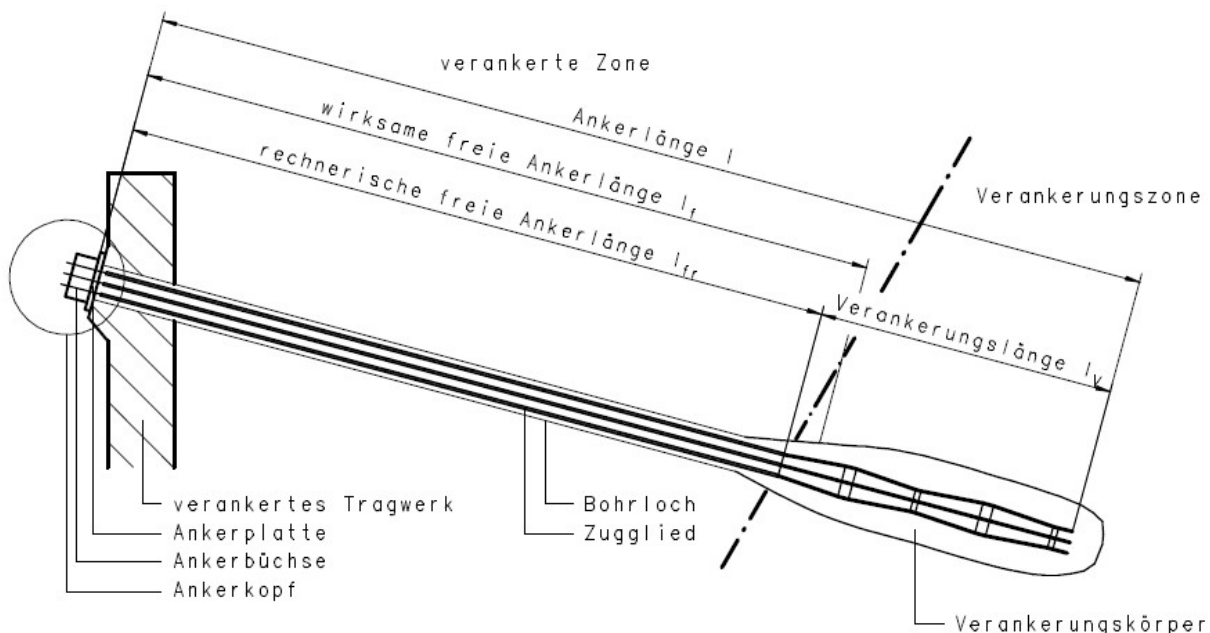 verankerte Zone
Ankerlänge l
wirksame freie Ankerlänge lf
rechnerische freie Ankerlänge lfr
Verankerungszone
Verankerungslänge lV
verankertes Tragwerk
Ankerplatte
Ankerbüchse
Ankerkopf
Bohrloch
Zugglied
Verankerungskörper